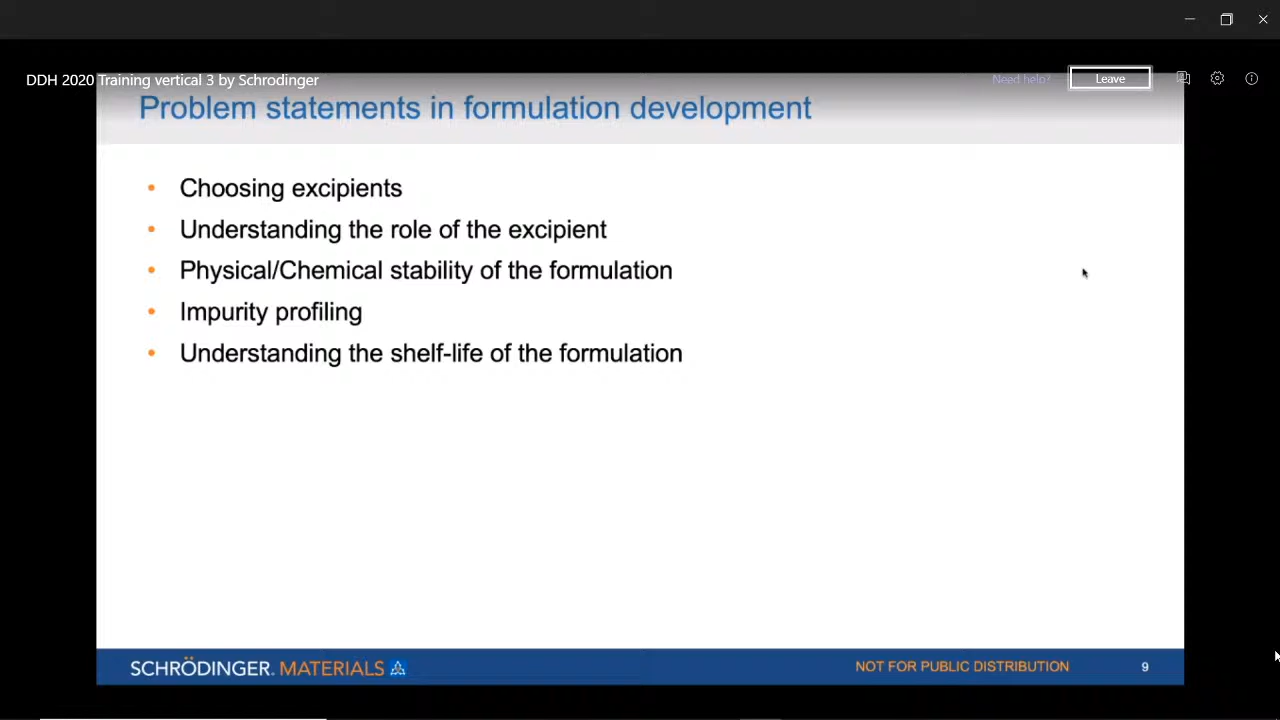 DDH 2020 Training vertical 3 by Schrodinger
Need help?
Leave
Problem statements in formulation development
• Choosing excipients
• Understanding the role of the excipient
• Physical/Chemical stability of the formulation
• Impurity profiling
• Understanding the shelf-life of the formulation
SCHRÖDINGER. MATERIALS
NOT FOR PUBLIC DISTRIBUTION
9